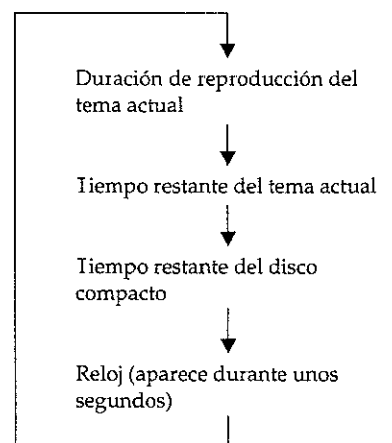 Duración de reproducción del
tema actual
Tiempo restante del tema actual
Tiempo restante del disco
compacto
Reloj (aparece durante unos
segundos)